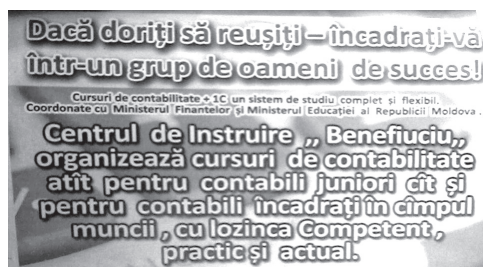 Dacă doriți să reușiți – încadrați-vă
într-un grup de oameni de succes!
Cursuri de contabilitate + 1C un sistem de studiu complet și flexibil.
Coordonate cu Ministerul Finantelor și Ministerul Educației al Republicii Moldova .
Centrul de Instruire ,, Benefiuciu,,
organizează cursuri de contabilitate
atît pentru contabili juniori cît și
pentru contabili încadrați în cîmpul
muncii , cu lozinca Competent ,
practic și actual.